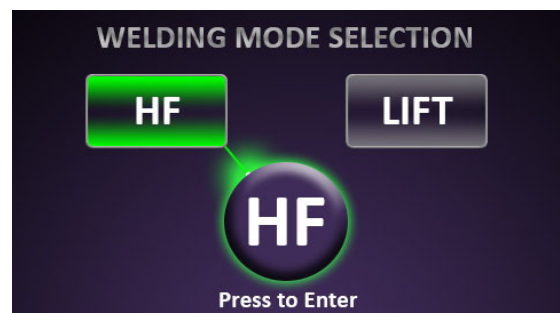 WELDING MODE SELECTION
HF LIFT
HF
Press to Enter